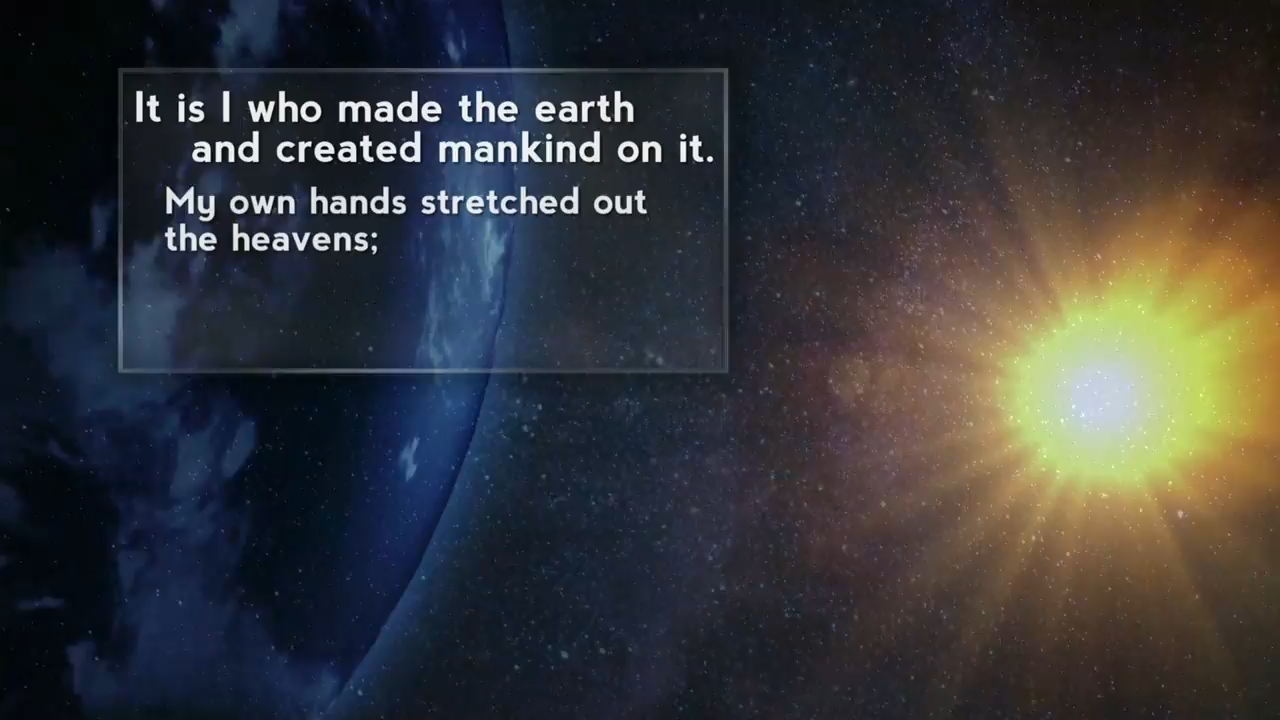 It is I who made the earth
and created mankind on it.
My own hands stretched out
the heavens;